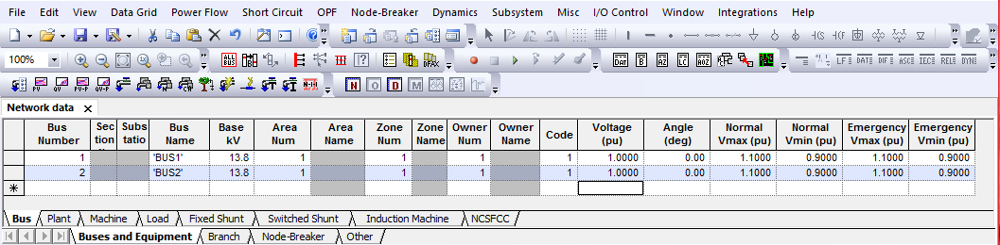 File Edit View Data Grid Power Flow Short Circuit OPF Node-Breaker Dynamics Subsystem Misc I/O Control Window Integrations Help
100%
Network data
Bus Number Sec tion Subs tatio Bus Name Base kV Area Num Area Name Zone Num Zone Name Owner Num Owner Name Code Voltage (pu) Angle (deg) Normal Vmax (pu) Normal Vmin (pu) Emergency Vmax (pu) Emergency Vmin (pu)
1 'BUS1' 13.8 1 1 1 1 1.0000 0.00 1.1000 0.9000 1.1000 0.9000
2 'BUS2' 13.8 1 1 1 1 1.0000 0.00 1.1000 0.9000 1.1000 0.9000
Bus Plant Machine Load Fixed Shunt Switched Shunt Induction Machine NCSFCC
Buses and Equipment Branch Node-Breaker Other